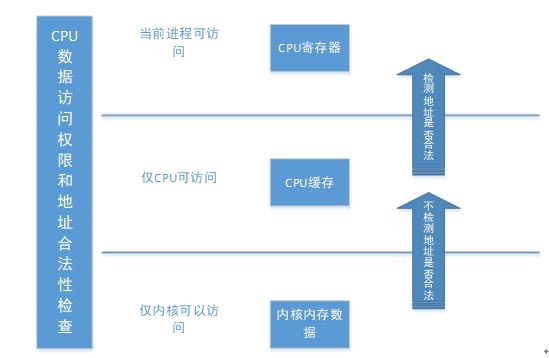 CPU
数
据
访
问
权
限
和
地
址
合
法
性
检
查
当前进程可访
问
CPU寄存器
检测地址是否合法
仅CPU可访问
CPU缓存
不检测地址是否合法
仅内核可以访
问
内核内存数
据